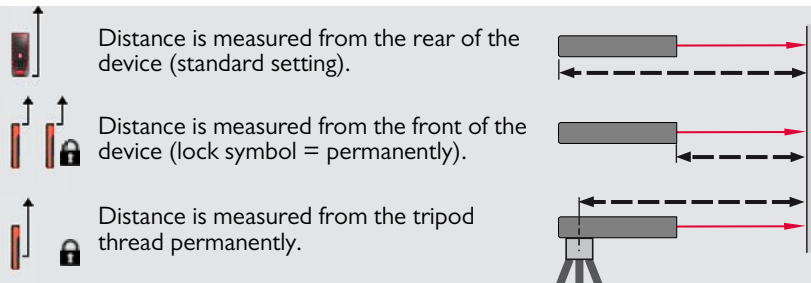 Distance is measured from the rear of the
device (standard setting).
Distance is measured from the front of the
device (lock symbol = permanently).
Distance is measured from the tripod
thread permanently.